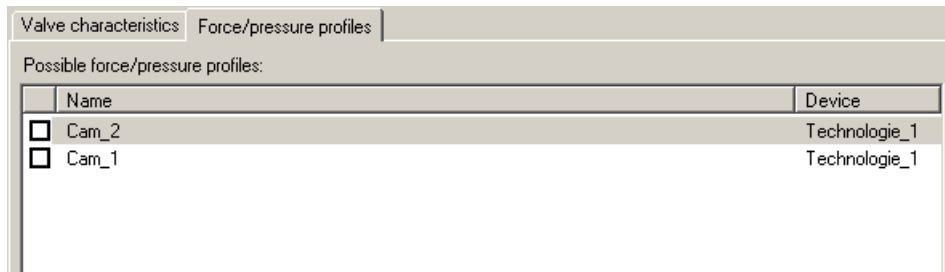 Valve characteristics Force/pressure profiles
Possible force/pressure profiles:
Name Device
Cam_2 Technologie_1
Cam_1 Technologie_1